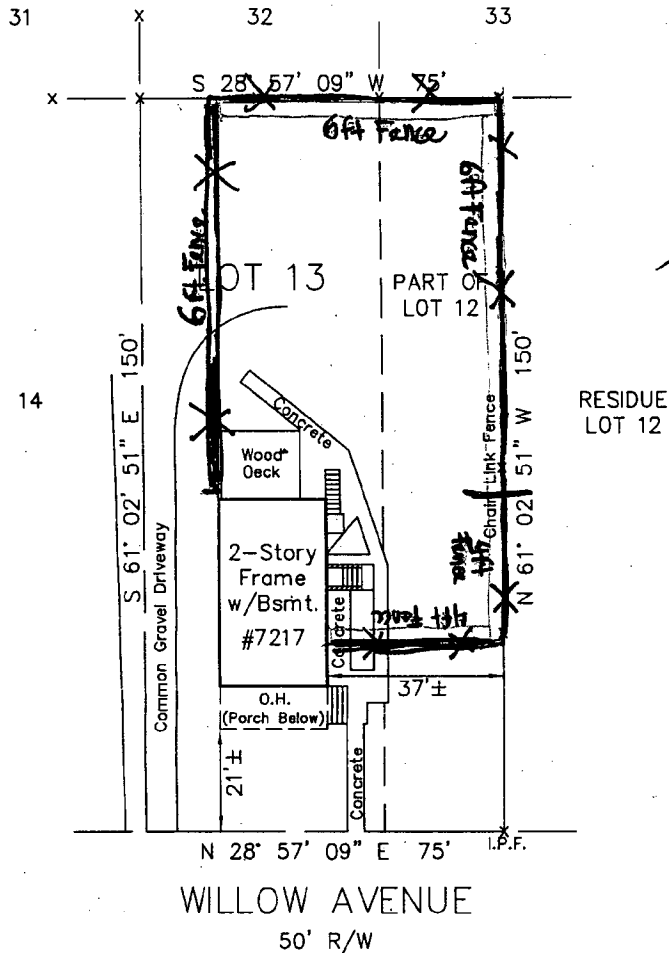 31
32
33
S 28° 57' 09" W 75'
6ft Fence
6ft Fence
6ft Fence
LOT 13
PART OF
LOT 12
14
S 61° 02' 51" E 150'
N 61° 02' 51" W 150'
RESIDUE
LOT 12
Common Gravel Driveway
Concrete
Wood
Deck
Chain Link Fence
2-Story
Frame
w/Bsmt.
#7217
Concrete
4ft
Fence
4ft Fence
37'±
O.H.
(Porch Below)
21'±
Concrete
N 28° 57' 09" E 75'
I.P.F.
WILLOW AVENUE
50' R/W